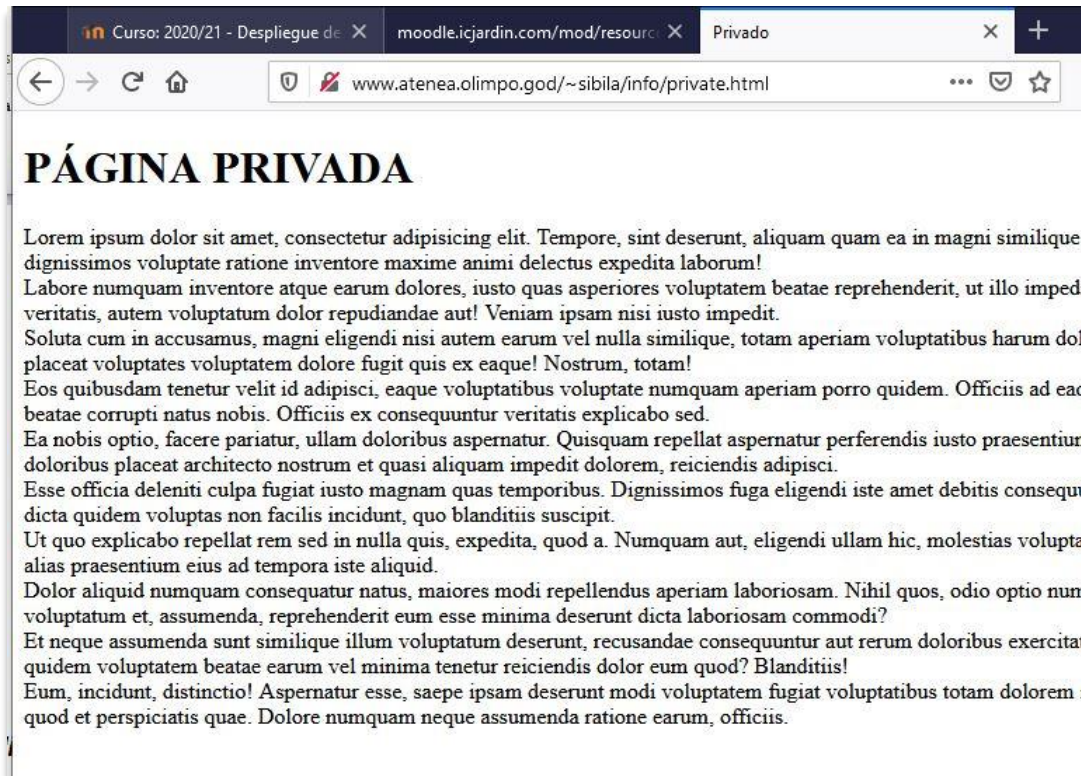 Curso: 2020/21 - Despliegue de
moodle.icjardin.com/mod/resourc
Privado
www.atenea.olimpo.god/~sibila/info/private.html
PÁGINA PRIVADA
Lorem ipsum dolor sit amet, consectetur adipisicing elit. Tempore, sint deserunt, aliquam quam ea in magni similique
dignissimos voluptate ratione inventore maxime animi delectus expedita laborum!
Labore numquam inventore atque earum dolores, iusto quas asperiores voluptatem beatae reprehenderit, ut illo imped
veritatis, autem voluptatum dolor repudiandae aut! Veniam ipsam nisi iusto impedit.
Soluta cum in accusamus, magni eligendi nisi autem earum vel nulla similique, totam aperiam voluptatibus harum dol
placeat voluptates voluptatem dolore fugit quis ex eaque! Nostrum, totam!
Eos quibusdam tenetur velit id adipisci, eaque voluptatibus voluptate numquam aperiam porro quidem. Officiis ad eac
beatae corrupti natus nobis. Officiis ex consequuntur veritatis explicabo sed.
Ea nobis optio, facere pariatur, ullam doloribus aspernatur. Quisquam repellat aspernatur perferendis iusto praesentiun
doloribus placeat architecto nostrum et quasi aliquam impedit dolorem, reiciendis adipisci.
Esse officia deleniti culpa fugiat iusto magnam quas temporibus. Dignissimos fuga eligendi iste amet debitis consequu
dicta quidem voluptas non facilis incidunt, quo blanditiis suscipit.
Ut quo explicabo repellat rem sed in nulla quis, expedita, quod a. Numquam aut, eligendi ullam hic, molestias volupta
alias praesentium eius ad tempora iste aliquid.
Dolor aliquid numquam consequatur natus, maiores modi repellendus aperiam laboriosam. Nihil quos, odio optio num
voluptatum et, assumenda, reprehenderit eum esse minima deserunt dicta laboriosam commodi?
Et neque assumenda sunt similique illum voluptatum deserunt, recusandae consequuntur aut rerum doloribus exercita
quidem voluptatem beatae earum vel minima tenetur reiciendis dolor eum quod? Blanditiis!
Eum, incidunt, distinctio! Aspernatur esse, saepe ipsam deserunt modi voluptatem fugiat voluptatibus totam dolorem
quod et perspiciatis quae. Dolore numquam neque assumenda ratione earum, officiis.